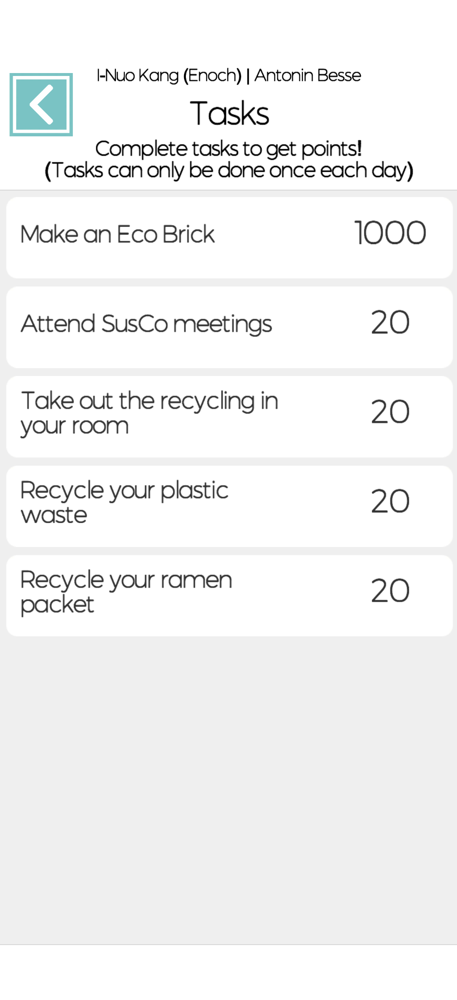 I-Nuo Kang (Enoch) | Antonin Besse
Tasks
Complete tasks to get points!
(Tasks can only be done once each day)
Make an Eco Brick
1000
Attend SusCo meetings
20
Take out the recycling in
your room
20
Recycle your plastic
waste
20
Recycle your ramen
packet
20